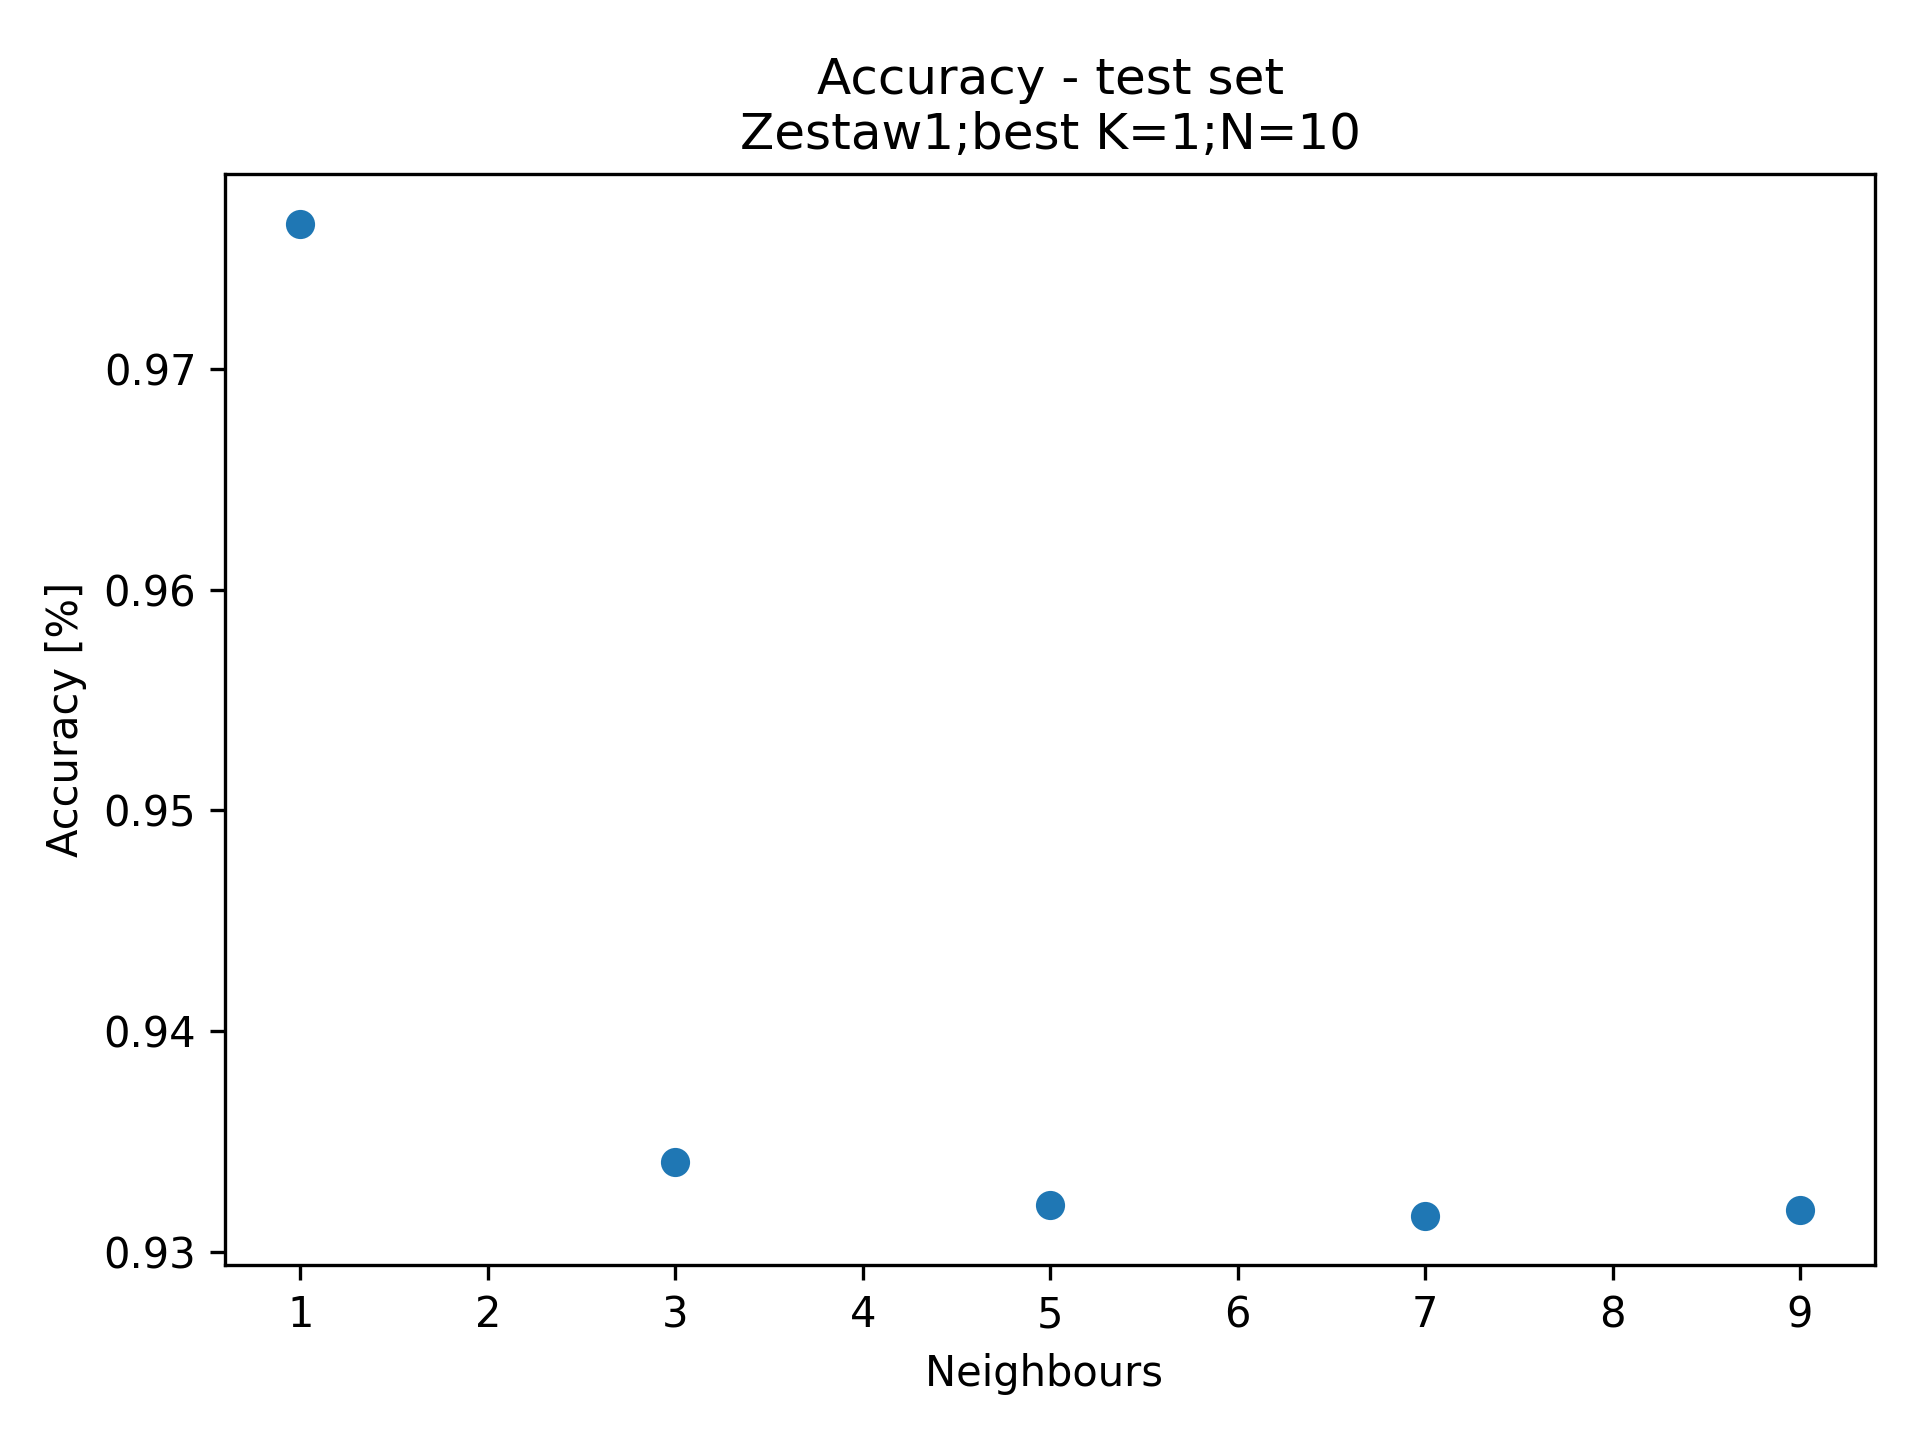 Accuracy - test set
Zestaw1;best K=1;N=10
Accuracy [%]
0.97
0.96
0.95
0.94
0.93
1 2 3 4 5 6 7 8 9
Neighbours